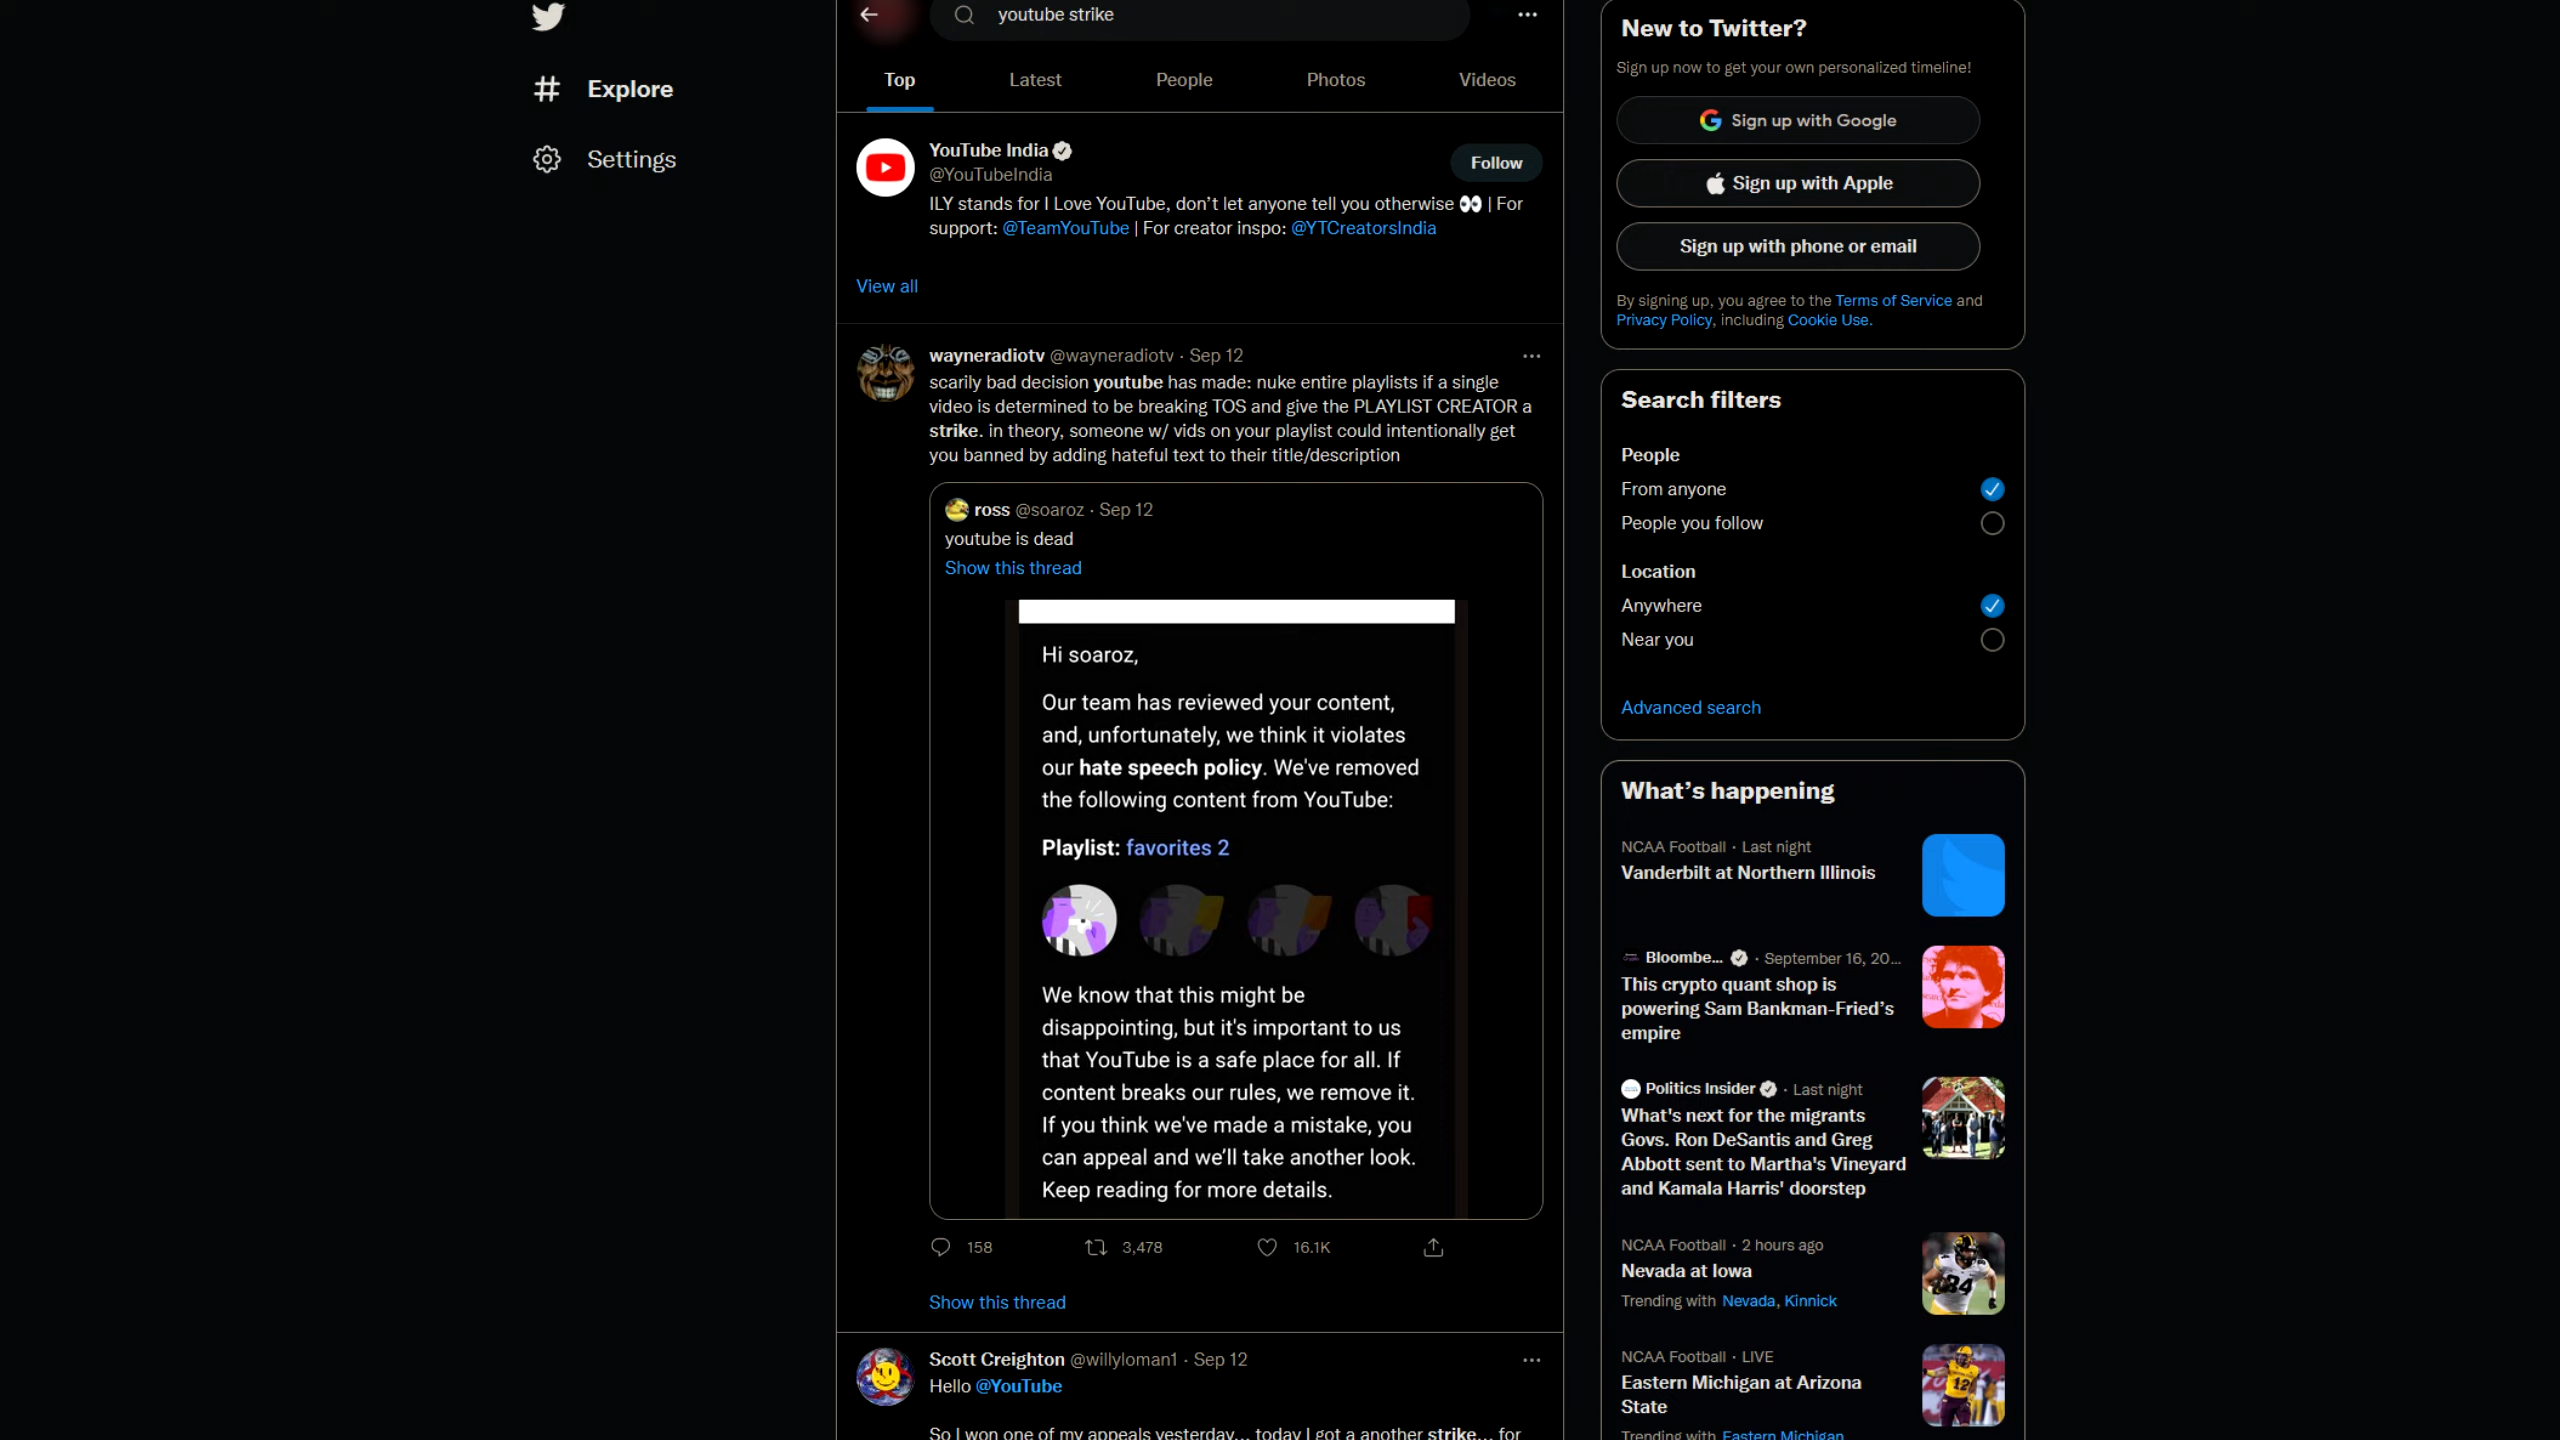 youtube strike
Explore
Settings
Top
Latest
People
Photos
Videos
YouTube India
@YouTubeIndia
Follow
ILY stands for I Love YouTube, don't let anyone tell you otherwise 👀 | For
support: @TeamYouTube | For creator inspo: @YTCreatorsIndia
View all
wayneradiotv @wayneradiotv · Sep 12
scarily bad decision youtube has made: nuke entire playlists if a single
video is determined to be breaking TOS and give the PLAYLIST CREATOR a
strike. in theory, someone w/ vids on your playlist could intentionally get
you banned by adding hateful text to their title/description
ross @soaroz · Sep 12
youtube is dead
Show this thread
Hi soaroz,
Our team has reviewed your content,
and, unfortunately, we think it violates
our hate speech policy. We've removed
the following content from YouTube:
Playlist: favorites 2
We know that this might be
disappointing, but it's important to us
that YouTube is a safe place for all. If
content breaks our rules, we remove it.
If you think we've made a mistake, you
can appeal and we'll take another look.
Keep reading for more details.
158
3,478
16.1K
Show this thread
Scott Creighton @willyloman1 · Sep 12
Hello @YouTube
So I won one of my appeals yesterday... today I got a another strike... for
New to Twitter?
Sign up now to get your own personalized timeline!
Sign up with Google
Sign up with Apple
Sign up with phone or email
By signing up, you agree to the Terms of Service and
Privacy Policy, including Cookie Use.
Search filters
People
From anyone
People you follow
Location
Anywhere
Near you
Advanced search
What's happening
NCAA Football · Last night
Vanderbilt at Northern Illinois
Bloombe... · September 16, 20...
This crypto quant shop is
powering Sam Bankman-Fried's
empire
Politics Insider · Last night
What's next for the migrants
Govs. Ron DeSantis and Greg
Abbott sent to Martha's Vineyard
and Kamala Harris' doorstep
NCAA Football · 2 hours ago
Nevada at Iowa
Trending with Nevada, Kinnick
84
NCAA Football · LIVE
Eastern Michigan at Arizona
State
12
Trending with Eastern Michigan